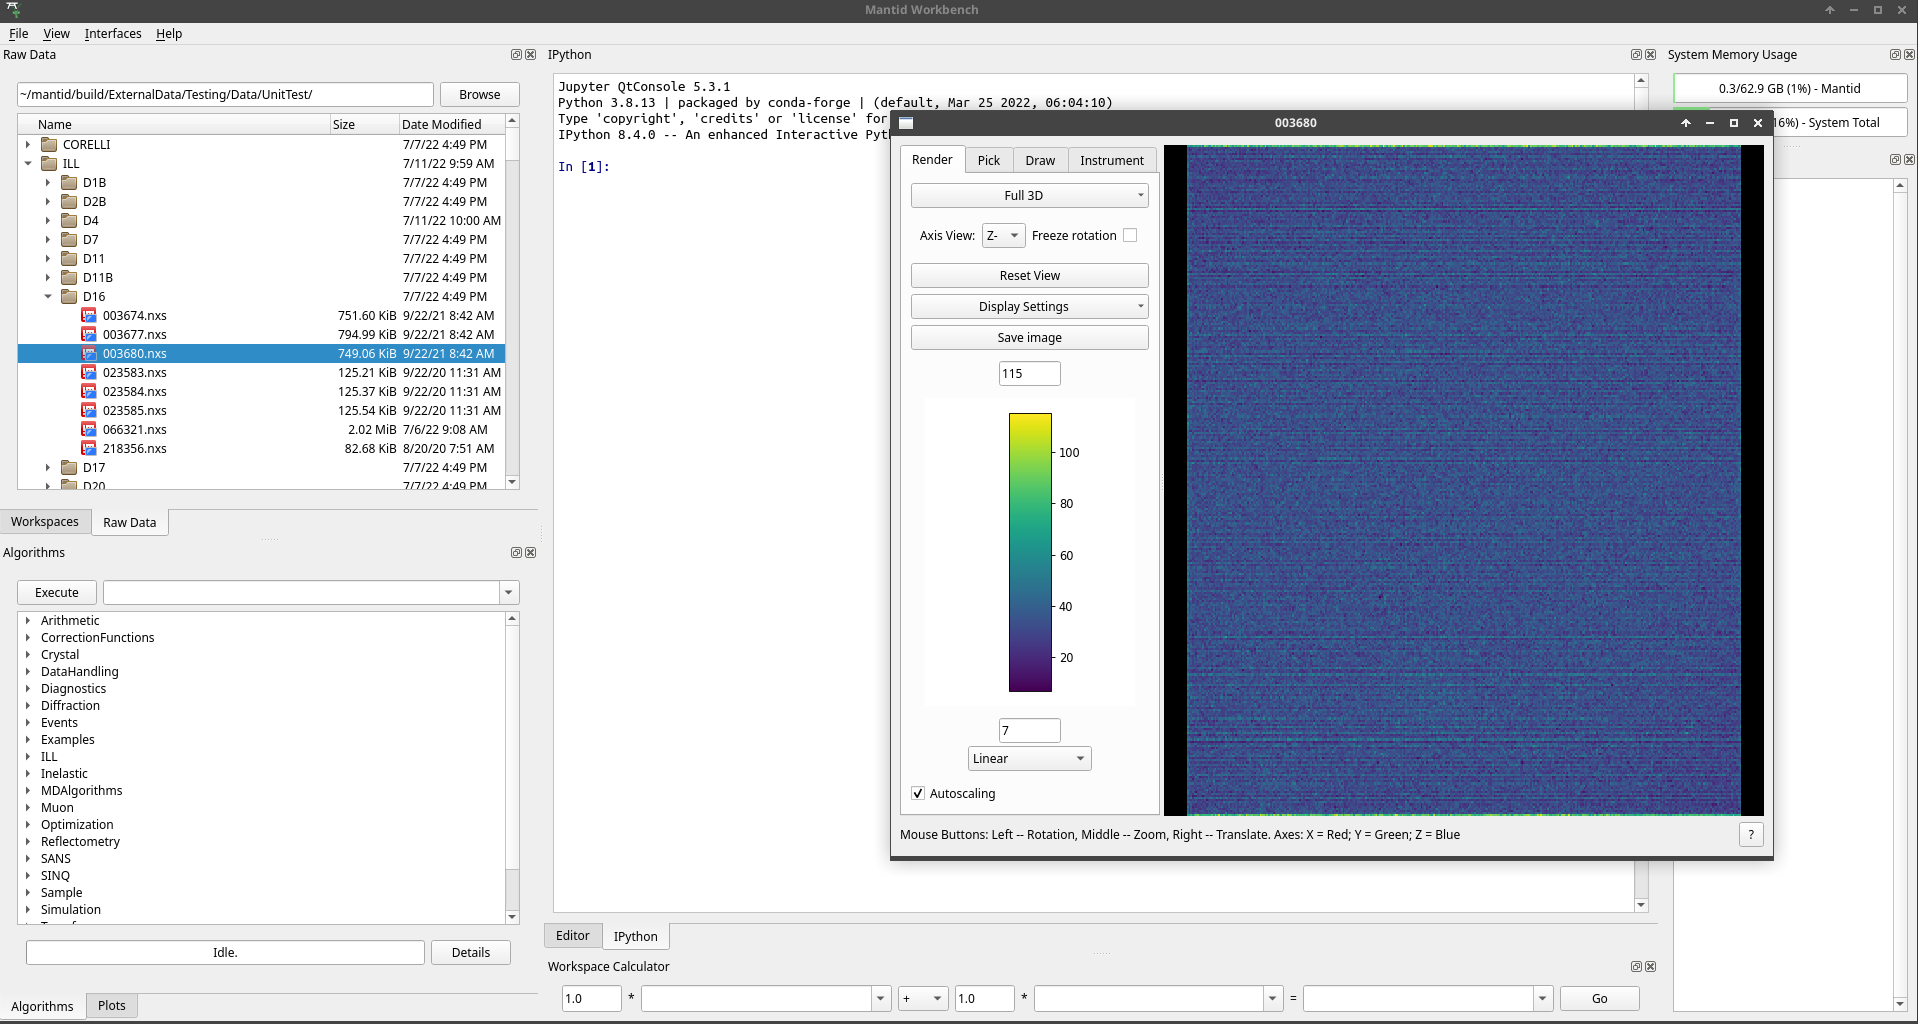 Mantid Workbench
File View Interfaces Help
Raw Data
~/mantid/build/ExternalData/Testing/Data/UnitTest/
Browse
Name Size Date Modified
CORELLI 7/7/22 4:49 PM
ILL 7/11/22 9:59 AM
D1B 7/7/22 4:49 PM
D2B 7/7/22 4:49 PM
D4 7/11/22 10:00 AM
D7 7/7/22 4:49 PM
D11 7/7/22 4:49 PM
D11B 7/7/22 4:49 PM
D16 7/7/22 4:49 PM
003674.nxs 751.60 KiB 9/22/21 8:42 AM
003677.nxs 794.99 KiB 9/22/21 8:42 AM
003680.nxs 749.06 KiB 9/22/21 8:42 AM
023583.nxs 125.21 KiB 9/22/20 11:31 AM
023584.nxs 125.37 KiB 9/22/20 11:31 AM
023585.nxs 125.54 KiB 9/22/20 11:31 AM
066321.nxs 2.02 MiB 7/6/22 9:08 AM
218356.nxs 82.68 KiB 8/20/20 7:51 AM
D17 7/7/22 4:49 PM
D20 7/7/22 4:49 PM
Workspaces Raw Data
Algorithms
Execute
Arithmetic
CorrectionFunctions
Crystal
DataHandling
Diagnostics
Diffraction
Events
Examples
ILL
Inelastic
MDAlgorithms
Muon
Optimization
Reflectometry
SANS
SINQ
Sample
Simulation
Idle.
Details
Algorithms Plots
IPython
Jupyter QtConsole 5.3.1
Python 3.8.13 | packaged by conda-forge | (default, Mar 25 2022, 06:04:10)
Type 'copyright', 'credits' or 'license' for
IPython 8.4.0 -- An enhanced Interactive
In [1]:
003680
Render Pick Draw Instrument
Full 3D
Axis View: Z- Freeze rotation
Reset View
Display Settings
Save image
115
100
80
60
40
20
7
Linear
Autoscaling
Mouse Buttons: Left -- Rotation, Middle -- Zoom, Right -- Translate. Axes: X = Red; Y = Green; Z = Blue
?
Editor IPython
Workspace Calculator
1.0 * + 1.0 * = Go
System Memory Usage
0.3/62.9 GB (1%) - Mantid
16%) - System Total